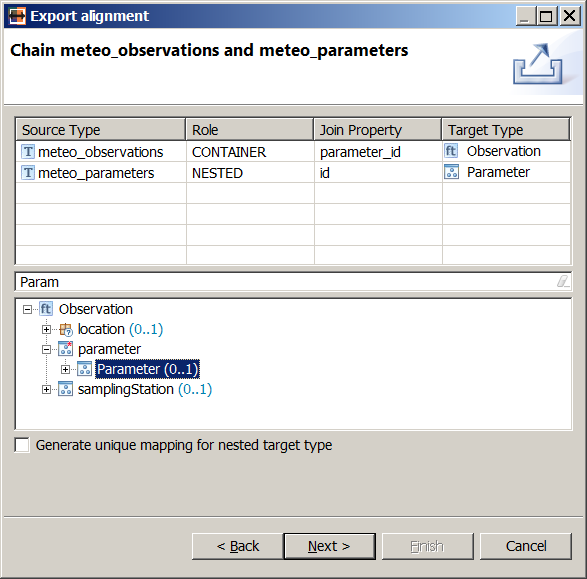 Export alignment
Chain meteo_observations and meteo_parameters
Source Type Role Join Property Target Type
T meteo_observations CONTAINER parameter_id ft Observation
T meteo_parameters NESTED id Parameter
Param
ft Observation
location (0..1)
parameter
Parameter (0..1)
samplingStation (0..1)
Generate unique mapping for nested target type
< Back Next > Finish Cancel